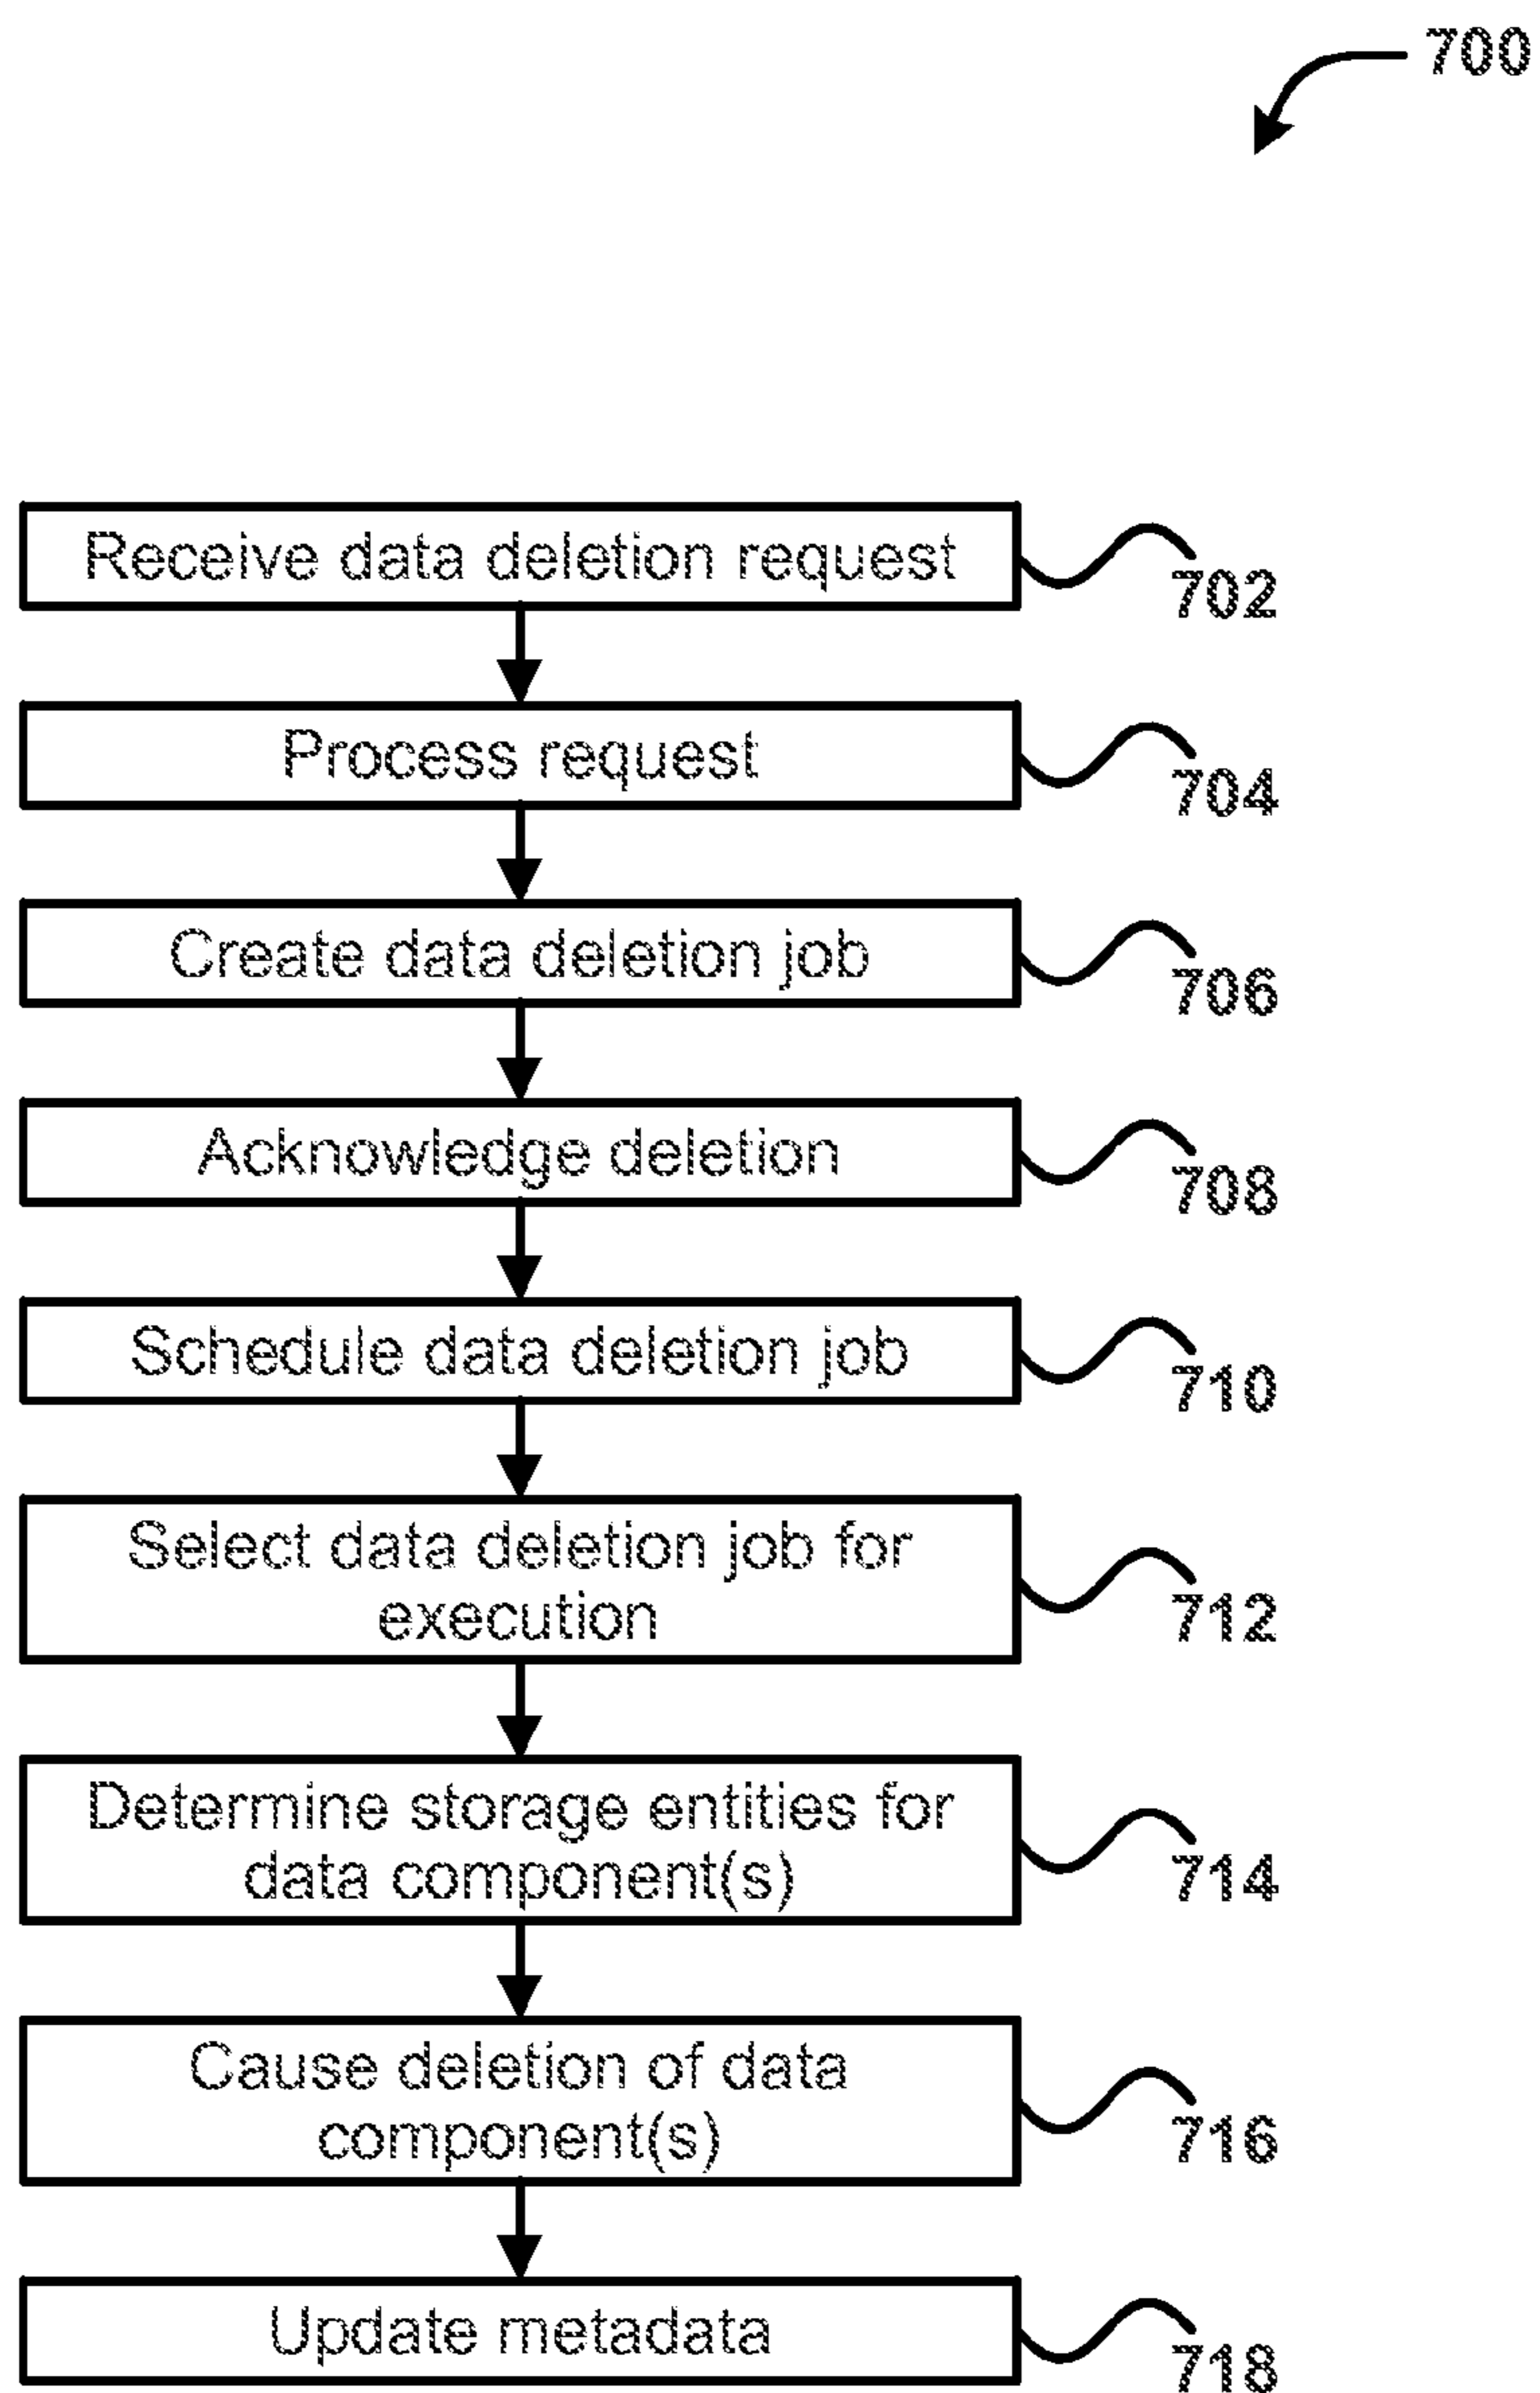 700
Receive data deletion request
702
Process request
704
Create data deletion job
706
Acknowledge deletion
708
Schedule data deletion job
710
Select data deletion job for
execution
712
Determine storage entities for
data component(s)
714
Cause deletion of data
component(s)
716
Update metadata
718